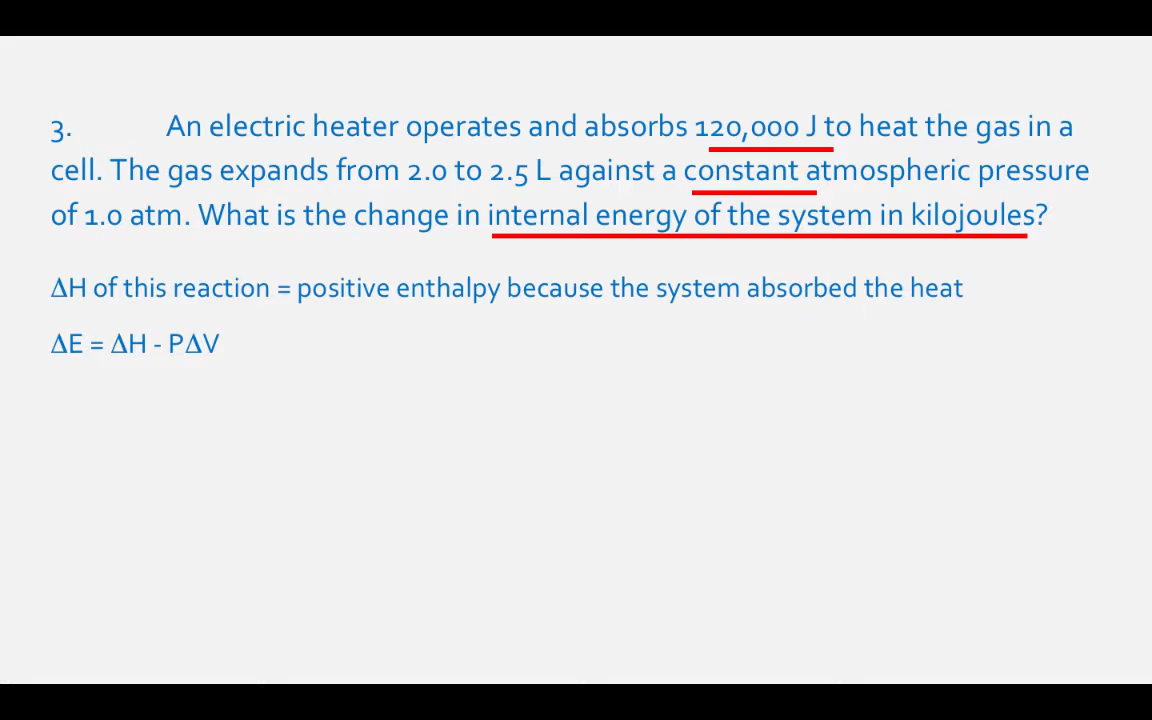 3. An electric heater operates and absorbs 120,000 J to heat the gas in a
cell. The gas expands from 2.0 to 2.5 L against a constant atmospheric pressure
of 1.0 atm. What is the change in internal energy of the system in kilojoules?
ΔH of this reaction = positive enthalpy because the system absorbed the heat
ΔE = ΔH - PΔV